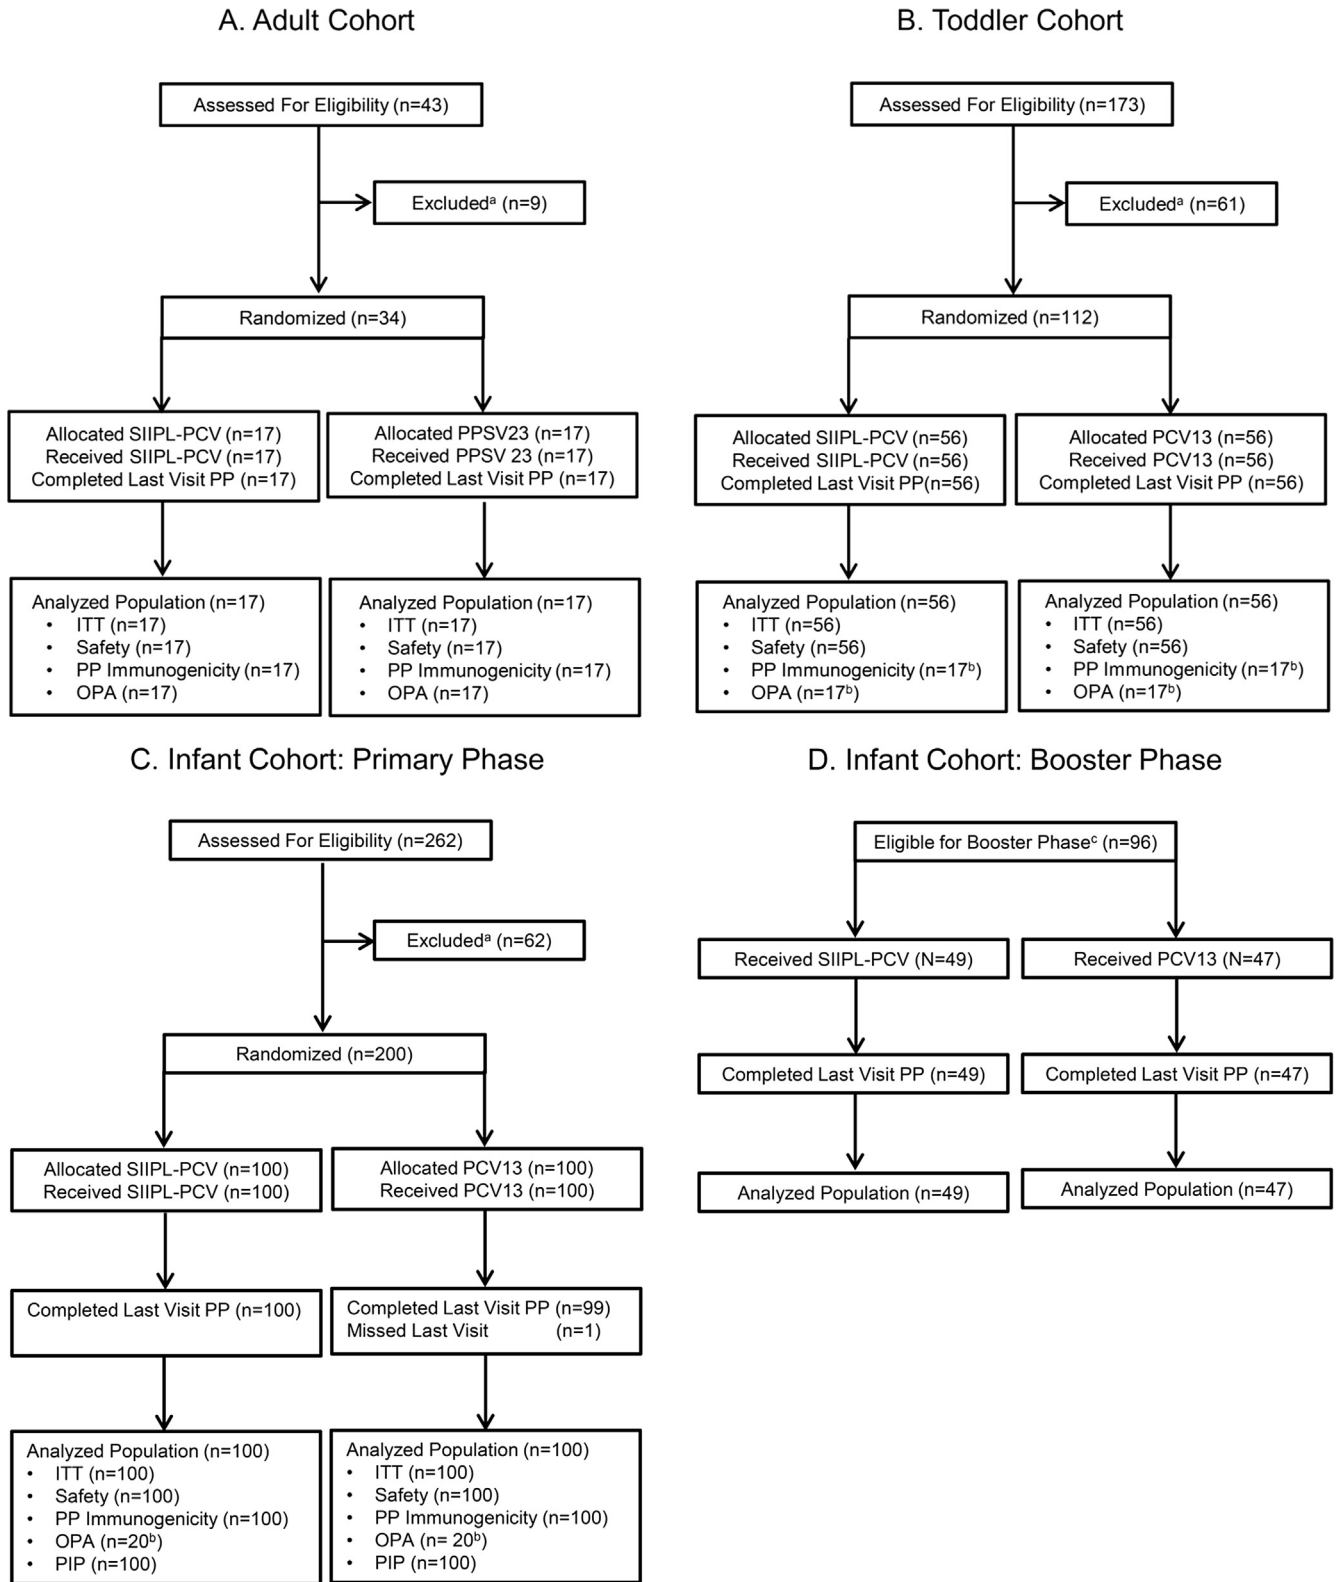 A. Adult Cohort
Assessed For Eligibility (n=43)
Excludedᵃ (n=9)
Randomized (n=34)
Allocated SIIPL-PCV (n=17)
Received SIIPL-PCV (n=17)
Completed Last Visit PP (n=17)
Allocated PPSV23 (n=17)
Received PPSV 23 (n=17)
Completed Last Visit PP (n=17)
Analyzed Population (n=17)
• ITT (n=17)
• Safety (n=17)
• PP Immunogenicity (n=17)
• OPA (n=17)
Analyzed Population (n=17)
• ITT (n=17)
• Safety (n=17)
• PP Immunogenicity (n=17)
• OPA (n=17)
B. Toddler Cohort
Assessed For Eligibility (n=173)
Excludedᵃ (n=61)
Randomized (n=112)
Allocated SIIPL-PCV (n=56)
Received SIIPL-PCV (n=56)
Completed Last Visit PP(n=56)
Allocated PCV13 (n=56)
Received PCV13 (n=56)
Completed Last Visit PP (n=56)
Analyzed Population (n=56)
• ITT (n=56)
• Safety (n=56)
• PP Immunogenicity (n=17ᵇ)
• OPA (n=17ᵇ)
Analyzed Population (n=56)
• ITT (n=56)
• Safety (n=56)
• PP Immunogenicity (n=17ᵇ)
• OPA (n=17ᵇ)
C. Infant Cohort: Primary Phase
Assessed For Eligibility (n=262)
Excludedᵃ (n=62)
Randomized (n=200)
Allocated SIIPL-PCV (n=100)
Received SIIPL-PCV (n=100)
Allocated PCV13 (n=100)
Received PCV13 (n=100)
Completed Last Visit PP (n=100)
Completed Last Visit PP (n=99)
Missed Last Visit (n=1)
Analyzed Population (n=100)
• ITT (n=100)
• Safety (n=100)
• PP Immunogenicity (n=100)
• OPA (n=20ᵇ)
• PIP (n=100)
Analyzed Population (n=100)
• ITT (n=100)
• Safety (n=100)
• PP Immunogenicity (n=100)
• OPA (n= 20ᵇ)
• PIP (n=100)
D. Infant Cohort: Booster Phase
Eligible for Booster Phaseᶜ (n=96)
Received SIIPL-PCV (N=49)
Received PCV13 (N=47)
Completed Last Visit PP (n=49)
Completed Last Visit PP (n=47)
Analyzed Population (n=49)
Analyzed Population (n=47)